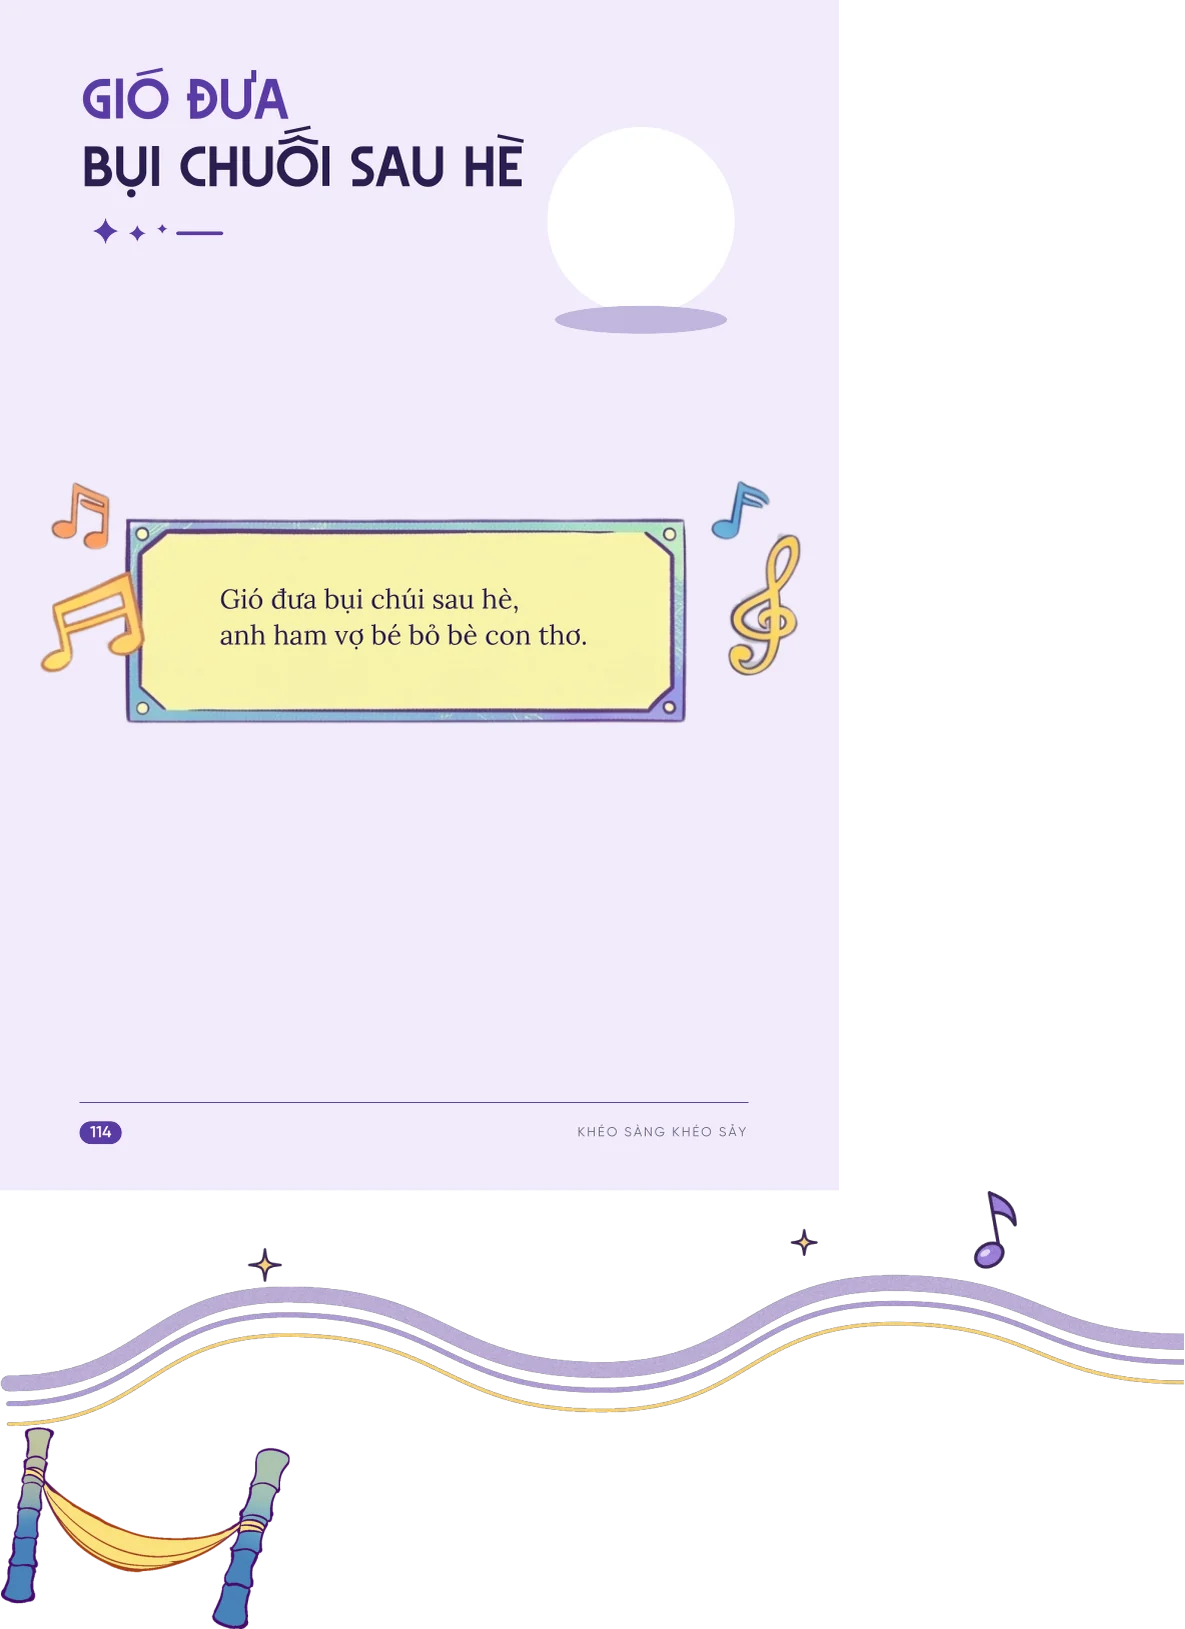 GIÓ ĐƯA
BỤI CHUỐI SAU HÈ
Gió đưa bụi chúi sau hè,
anh ham vợ bé bỏ bè con thơ.
114
KHÉO SÀNG KHÉO SẢY